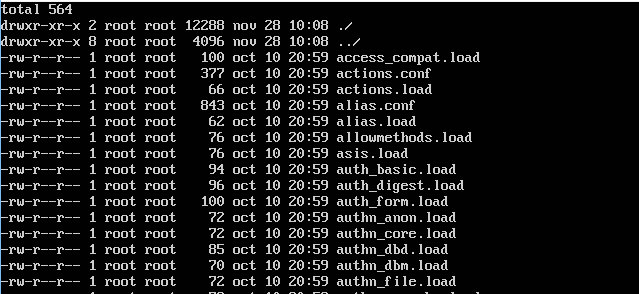 total 564
drwxr-xr-x 2 root root 12288 nov 28 10:08 ./
drwxr-xr-x 8 root root 4096 nov 28 10:08 ../
-rw-r--r-- 1 root root 100 oct 10 20:59 access_compat.load
-rw-r--r-- 1 root root 377 oct 10 20:59 actions.conf
-rw-r--r-- 1 root root 66 oct 10 20:59 actions.load
-rw-r--r-- 1 root root 843 oct 10 20:59 alias.conf
-rw-r--r-- 1 root root 62 oct 10 20:59 alias.load
-rw-r--r-- 1 root root 76 oct 10 20:59 allowmethods.load
-rw-r--r-- 1 root root 76 oct 10 20:59 asis.load
-rw-r--r-- 1 root root 94 oct 10 20:59 auth_basic.load
-rw-r--r-- 1 root root 96 oct 10 20:59 auth_digest.load
-rw-r--r-- 1 root root 100 oct 10 20:59 auth_form.load
-rw-r--r-- 1 root root 72 oct 10 20:59 authn_anon.load
-rw-r--r-- 1 root root 72 oct 10 20:59 authn_core.load
-rw-r--r-- 1 root root 85 oct 10 20:59 authn_dbd.load
-rw-r--r-- 1 root root 70 oct 10 20:59 authn_dbm.load
-rw-r--r-- 1 root root 72 oct 10 20:59 authn_file.load